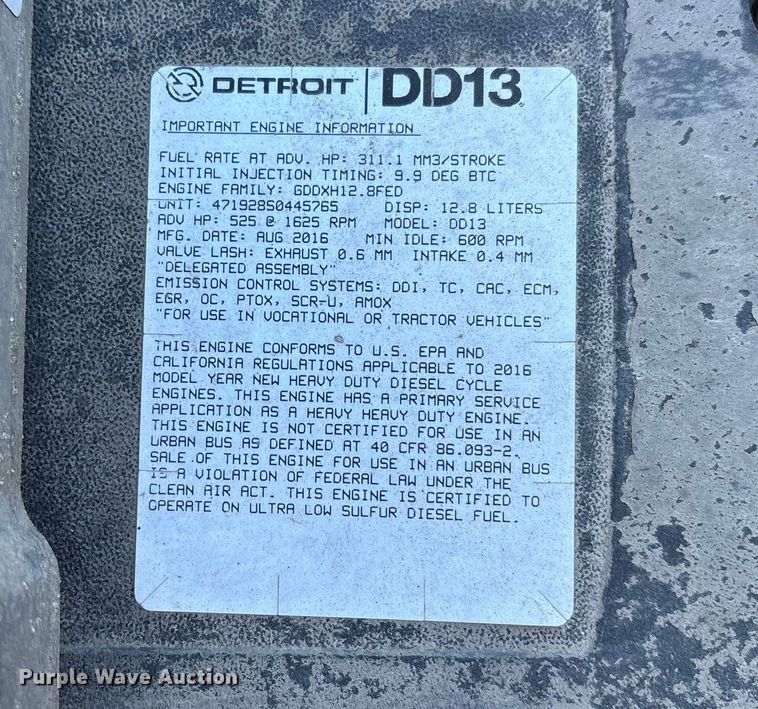 DETROIT DD13
IMPORTANT ENGINE INFORMATION
FUEL RATE AT ADV. HP: 311.1 MM3/STROKE
INITIAL INJECTION TIMING: 9.9 DEG BTC
ENGINE FAMILY: GDDXH12.8FED
UNIT: 471928S0445765 DISP: 12.8 LITERS
ADV HP: 525 @ 1625 RPM MODEL: DD13
MFG. DATE: AUG 2016 MIN IDLE: 600 RPM
VALVE LASH: EXHAUST 0.6 MM INTAKE 0.4 MM
"DELEGATED ASSEMBLY"
EMISSION CONTROL SYSTEMS: DDI, TC, CAC, ECM,
EGR, OC, PTOX, SCR-U, AMOX
"FOR USE IN VOCATIONAL OR TRACTOR VEHICLES"
THIS ENGINE CONFORMS TO U.S. EPA AND
CALIFORNIA REGULATIONS APPLICABLE TO 2016
MODEL YEAR NEW HEAVY DUTY DIESEL CYCLE
ENGINES. THIS ENGINE HAS A PRIMARY SERVICE
APPLICATION AS A HEAVY HEAVY DUTY ENGINE.
THIS ENGINE IS NOT CERTIFIED FOR USE IN AN
URBAN BUS AS DEFINED AT 40 CFR 86.093-2.
SALE OF THIS ENGINE FOR USE IN AN URBAN BUS
IS A VIOLATION OF FEDERAL LAW UNDER THE
CLEAN AIR ACT. THIS ENGINE IS CERTIFIED TO
OPERATE ON ULTRA LOW SULFUR DIESEL FUEL.
Purple Wave Auction